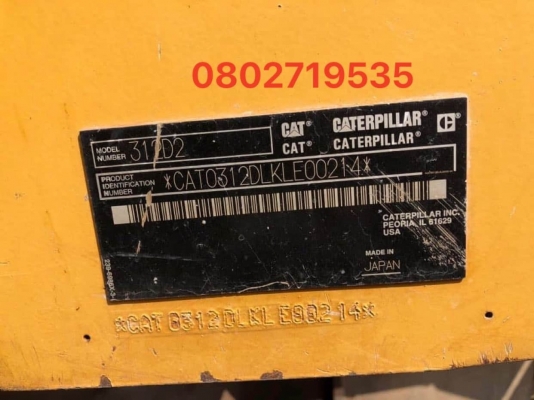 0802719535
MODEL NUMBER 312D2
CAT CATERPILLAR C
CAT CATERPILLAR
PRODUCT IDENTIFICATION NUMBER *CAT0312DLKLE00214*
CATERPILLAR INC.
PEORIA, IL 61629
USA
MADE IN
JAPAN
*CAT0312DLKLE00214*